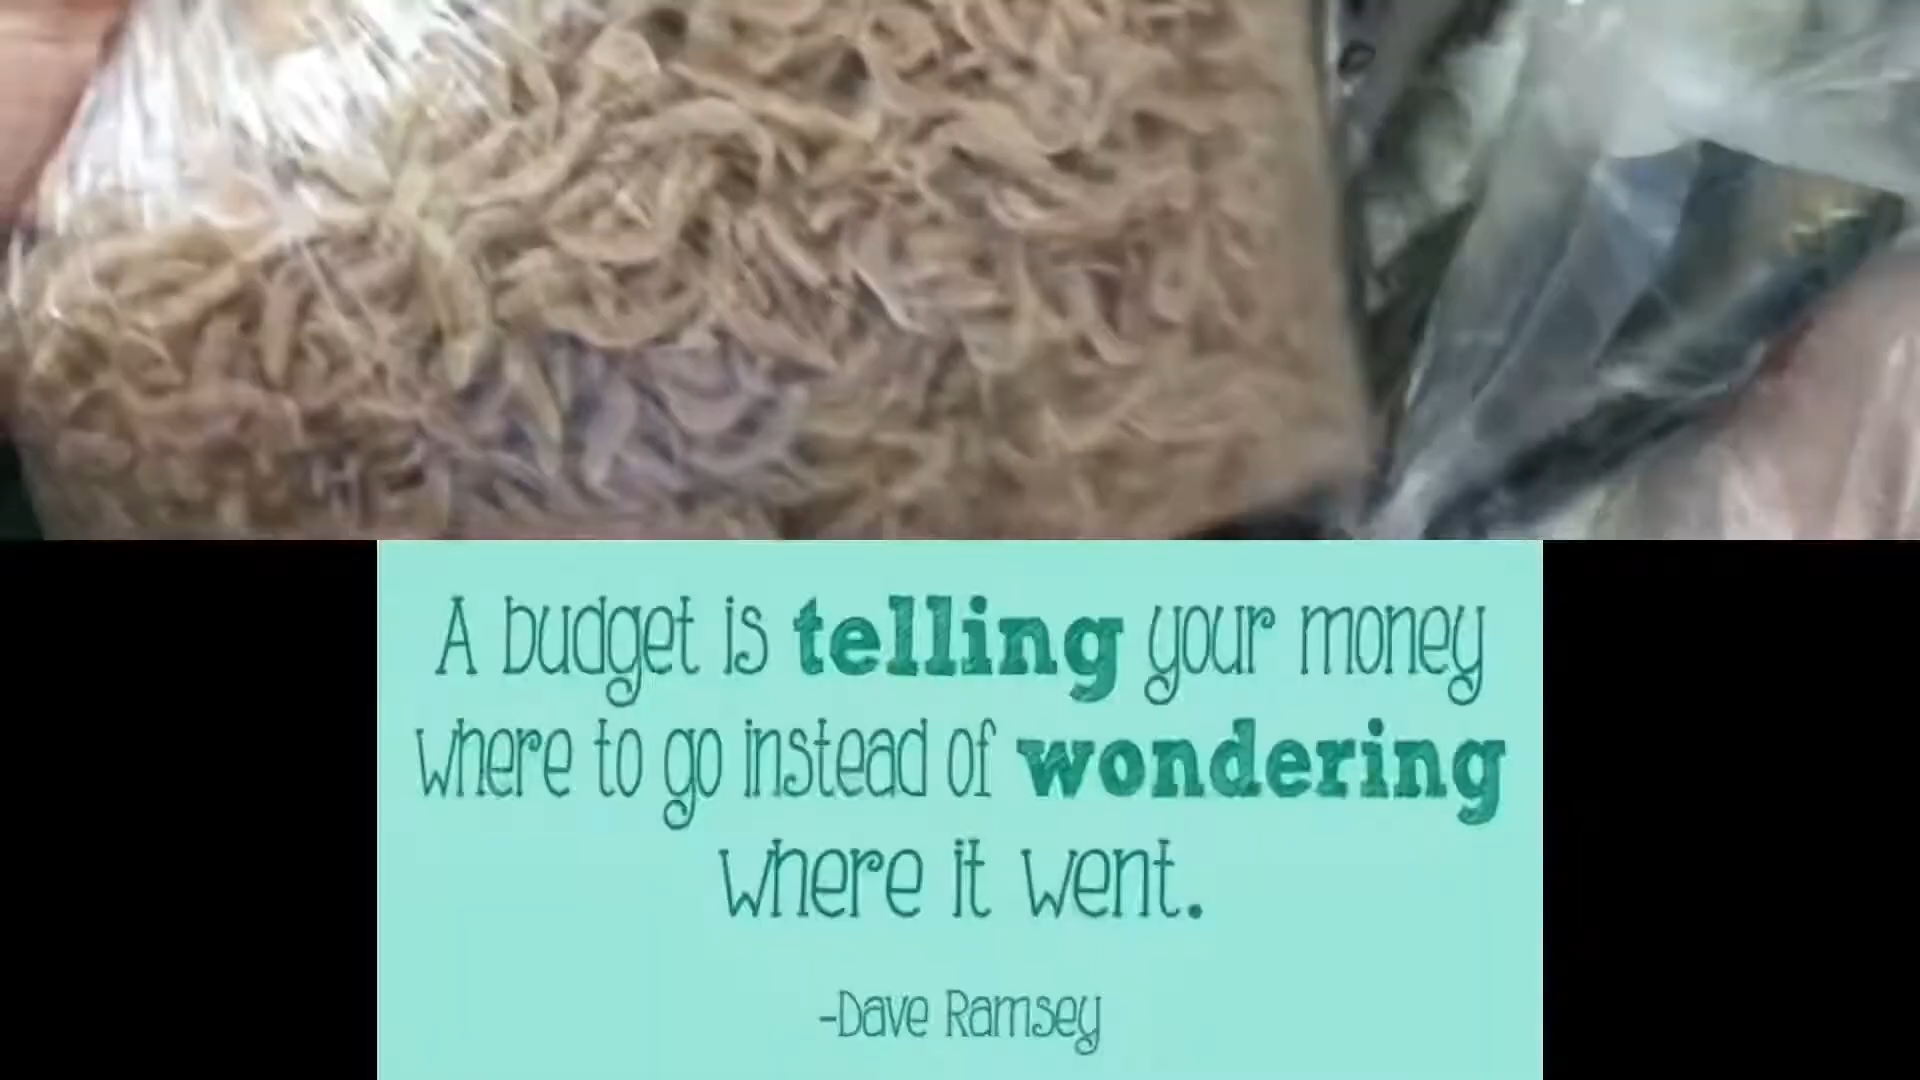 A budget is telling your money
where to go instead of wondering
where it went.
-Dave Ramsey